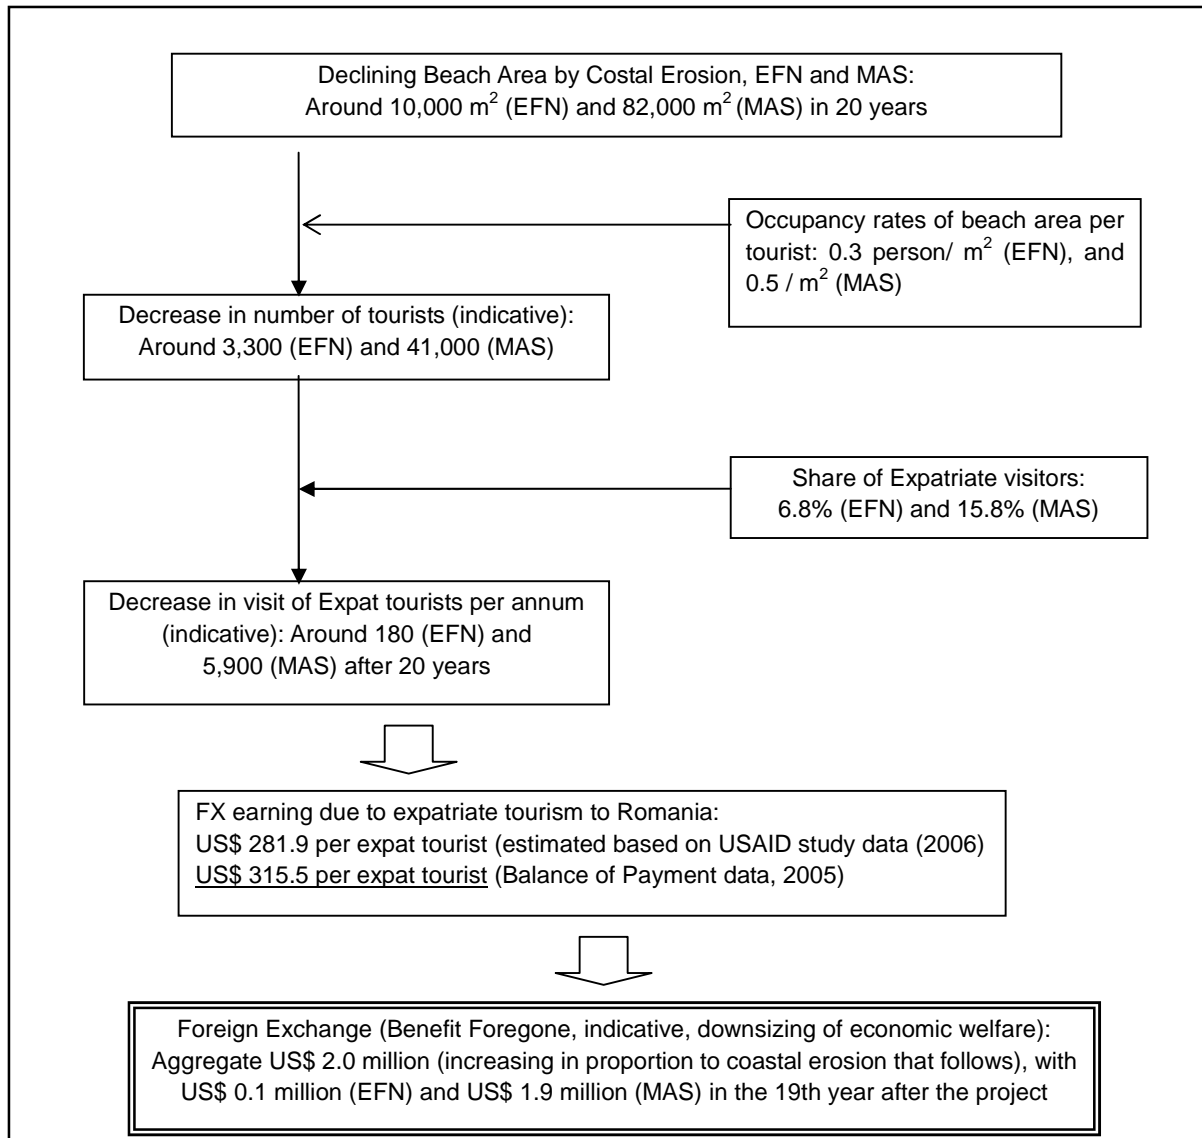 Declining Beach Area by Costal Erosion, EFN and MAS:
Around 10,000 m² (EFN) and 82,000 m² (MAS) in 20 years
Occupancy rates of beach area per
tourist: 0.3 person/ m² (EFN), and
0.5 / m² (MAS)
Decrease in number of tourists (indicative):
Around 3,300 (EFN) and 41,000 (MAS)
Share of Expatriate visitors:
6.8% (EFN) and 15.8% (MAS)
Decrease in visit of Expat tourists per annum
(indicative): Around 180 (EFN) and
5,900 (MAS) after 20 years
FX earning due to expatriate tourism to Romania:
US$ 281.9 per expat tourist (estimated based on USAID study data (2006)
US$ 315.5 per expat tourist (Balance of Payment data, 2005)
Foreign Exchange (Benefit Foregone, indicative, downsizing of economic welfare):
Aggregate US$ 2.0 million (increasing in proportion to coastal erosion that follows), with
US$ 0.1 million (EFN) and US$ 1.9 million (MAS) in the 19th year after the project